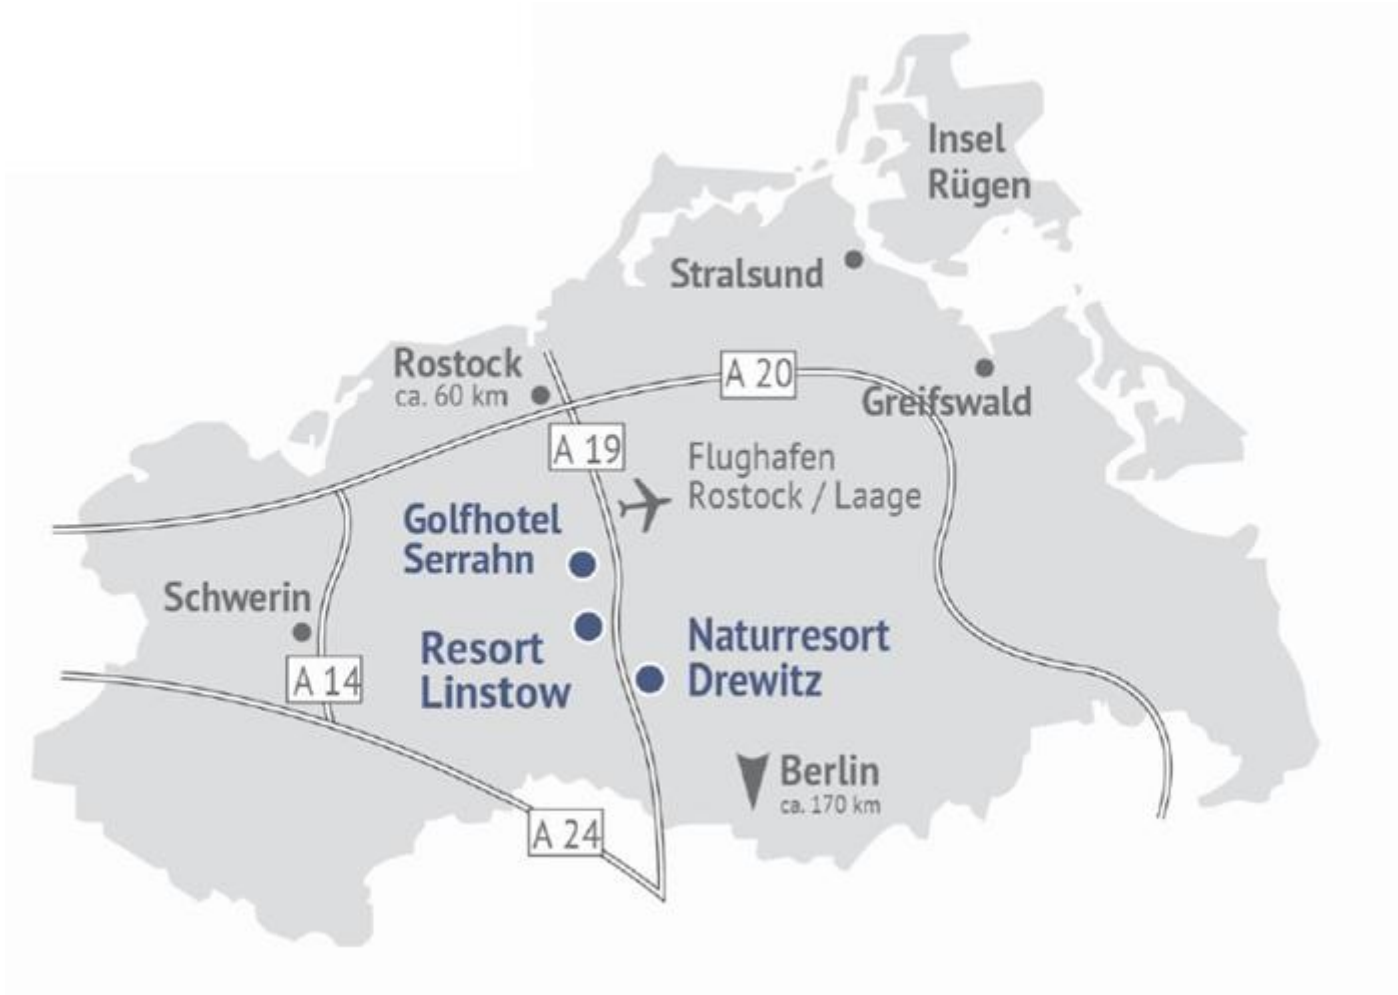 Insel
Rügen
Stralsund
Rostock
ca. 60 km
A 20
Greifswald
A 19
Flughafen
Rostock / Laage
Golfhotel
Serrahn
Schwerin
Resort
Linstow
Naturresort
Drewitz
A 14
Berlin
ca. 170 km
A 24